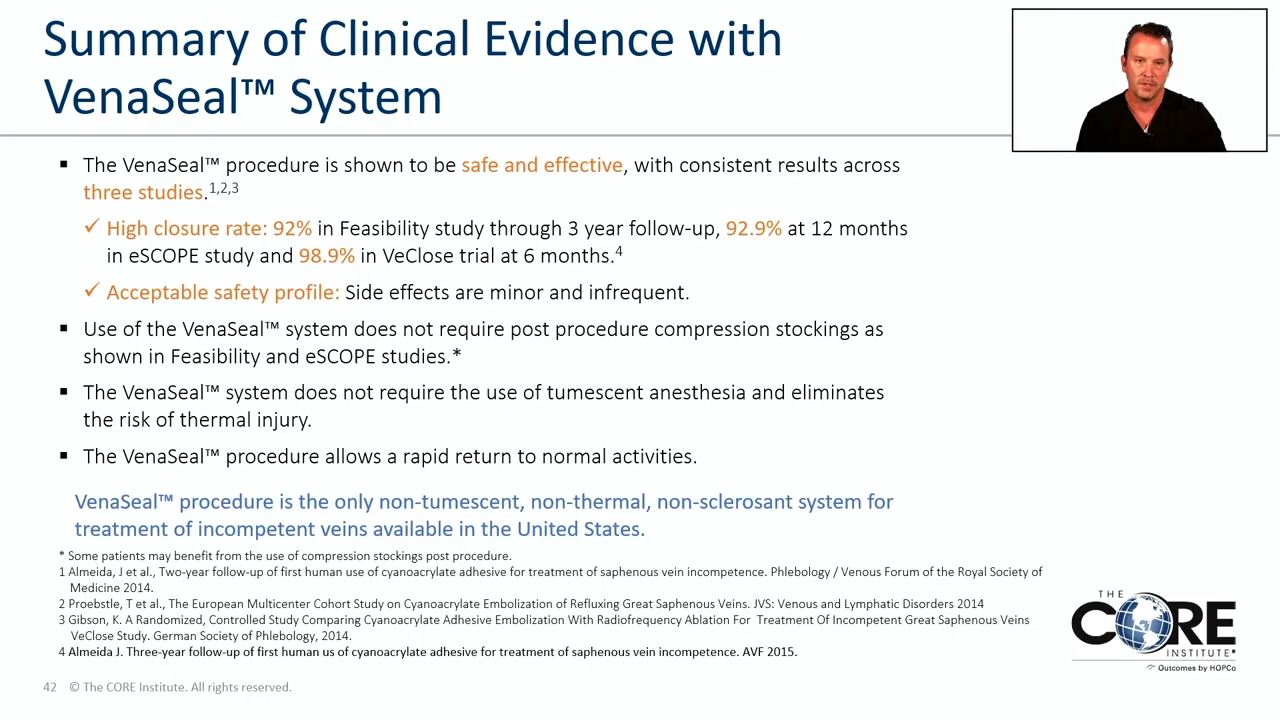 Summary of Clinical Evidence with
VenaSeal™ System
▪ The VenaSeal™ procedure is shown to be safe and effective, with consistent results across
three studies.1,2,3
✓ High closure rate: 92% in Feasibility study through 3 year follow-up, 92.9% at 12 months
in eSCOPE study and 98.9% in VeClose trial at 6 months.4
✓ Acceptable safety profile: Side effects are minor and infrequent.
▪ Use of the VenaSeal™ system does not require post procedure compression stockings as
shown in Feasibility and eSCOPE studies.*
▪ The VenaSeal™ system does not require the use of tumescent anesthesia and eliminates
the risk of thermal injury.
▪ The VenaSeal™ procedure allows a rapid return to normal activities.
VenaSeal™ procedure is the only non-tumescent, non-thermal, non-sclerosant system for
treatment of incompetent veins available in the United States.
* Some patients may benefit from the use of compression stockings post procedure.
1 Almeida, J et al., Two-year follow-up of first human use of cyanoacrylate adhesive for treatment of saphenous vein incompetence. Phlebology / Venous Forum of the Royal Society of
Medicine 2014.
2 Proebstle, T et al., The European Multicenter Cohort Study on Cyanoacrylate Embolization of Refluxing Great Saphenous Veins. JVS: Venous and Lymphatic Disorders 2014
3 Gibson, K. A Randomized, Controlled Study Comparing Cyanoacrylate Adhesive Embolization With Radiofrequency Ablation For Treatment Of Incompetent Great Saphenous Veins
VeClose Study. German Society of Phlebology, 2014.
4 Almeida J. Three-year follow-up of first human us of cyanoacrylate adhesive for treatment of saphenous vein incompetence. AVF 2015.
THE
CORE
INSTITUTE®
Outcomes by HOPCo
42 © The CORE Institute. All rights reserved.